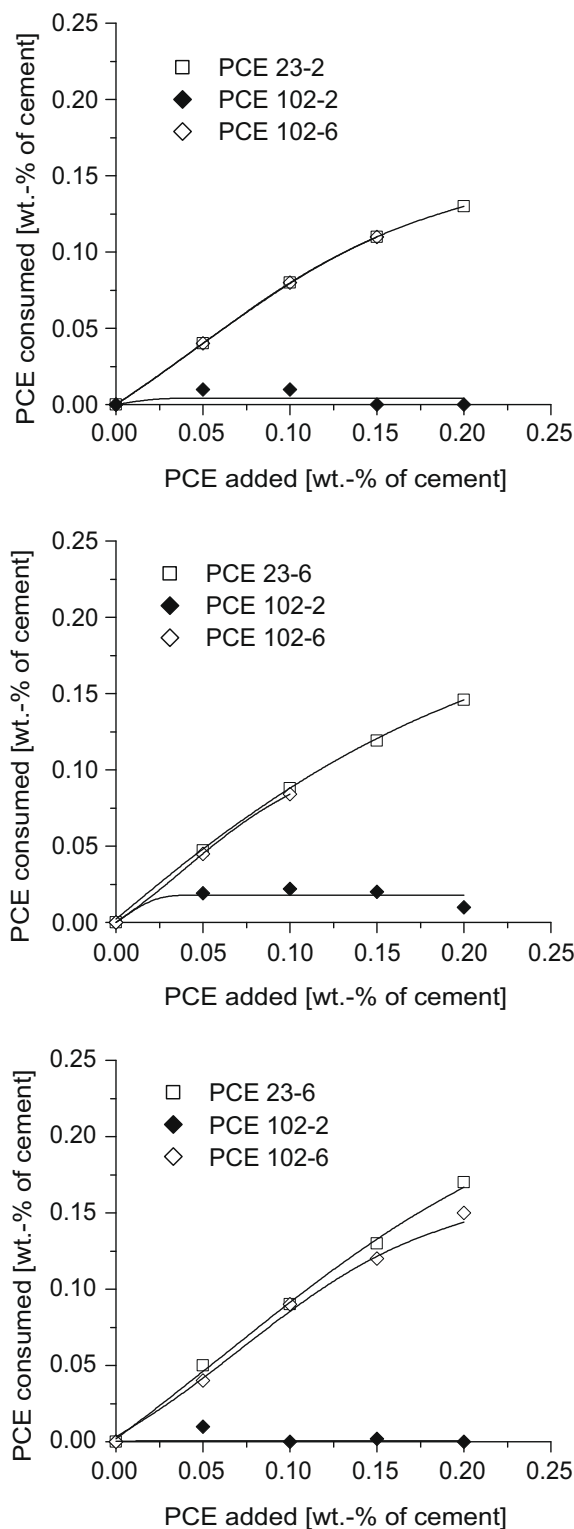 0.25
PCE 23-2
PCE 102-2
PCE 102-6
0.20
0.15
0.10
0.05
0.00
PCE consumed [wt.-% of cement]
0.00 0.05 0.10 0.15 0.20 0.25
PCE added [wt.-% of cement]
0.25
PCE 23-6
PCE 102-2
PCE 102-6
0.20
0.15
0.10
0.05
0.00
PCE consumed [wt.-% of cement]
0.00 0.05 0.10 0.15 0.20 0.25
PCE added [wt.-% of cement]
0.25
PCE 23-6
PCE 102-2
PCE 102-6
0.20
0.15
0.10
0.05
0.00
PCE consumed [wt.-% of cement]
0.00 0.05 0.10 0.15 0.20 0.25
PCE added [wt.-% of cement]